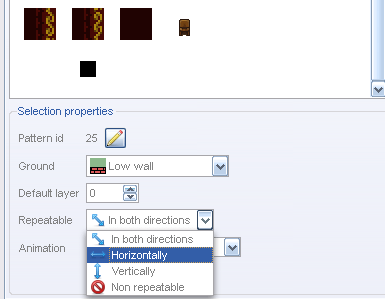 Selection properties
Pattern id 25
Ground Low wall
Default layer 0
Repeatable In both directions
In both directions
Animation Horizontally
Vertically
Non repeatable